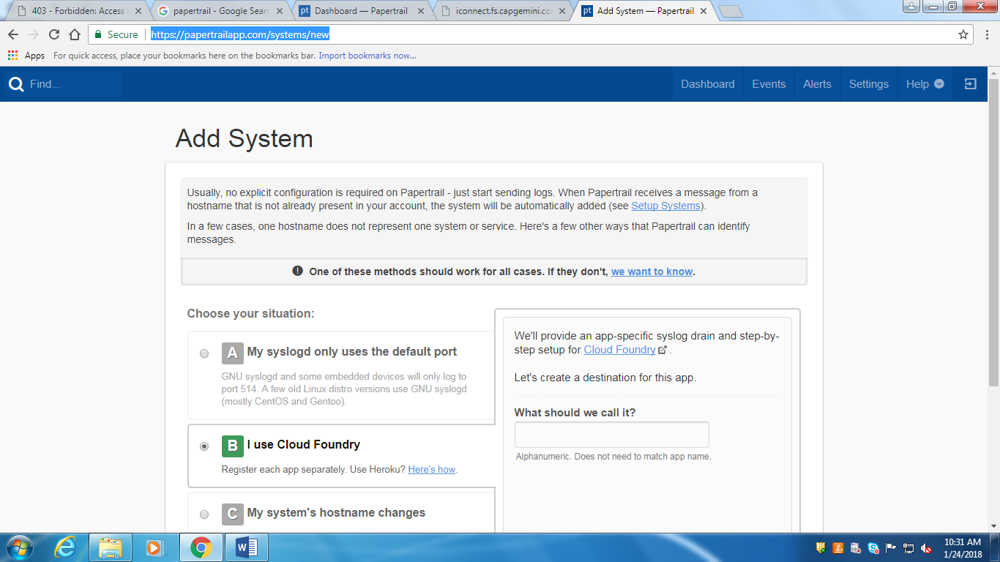 403 - Forbidden: Access
papertrail - Google Sear
pt Dashboard — Papertrail
iconnect.fs.capgemini.co
pt Add System — Papertrail
Secure https://papertrailapp.com/systems/new
Apps For quick access, place your bookmarks here on the bookmarks bar. Import bookmarks now...
Find... Dashboard Events Alerts Settings Help
Add System
Usually, no explicit configuration is required on Papertrail - just start sending logs. When Papertrail receives a message from a
hostname that is not already present in your account, the system will be automatically added (see Setup Systems).
In a few cases, one hostname does not represent one system or service. Here's a few other ways that Papertrail can identify
messages.
One of these methods should work for all cases. If they don't, we want to know.
Choose your situation:
A My syslogd only uses the default port
GNU syslogd and some embedded devices will only log to
port 514. A few old Linux distro versions use GNU syslogd
(mostly CentOS and Gentoo).
B I use Cloud Foundry
Register each app separately. Use Heroku? Here's how.
C My system's hostname changes
We'll provide an app-specific syslog drain and step-by-
step setup for Cloud Foundry .
Let's create a destination for this app.
What should we call it?
Alphanumeric. Does not need to match app name.
10:31 AM
1/24/2018